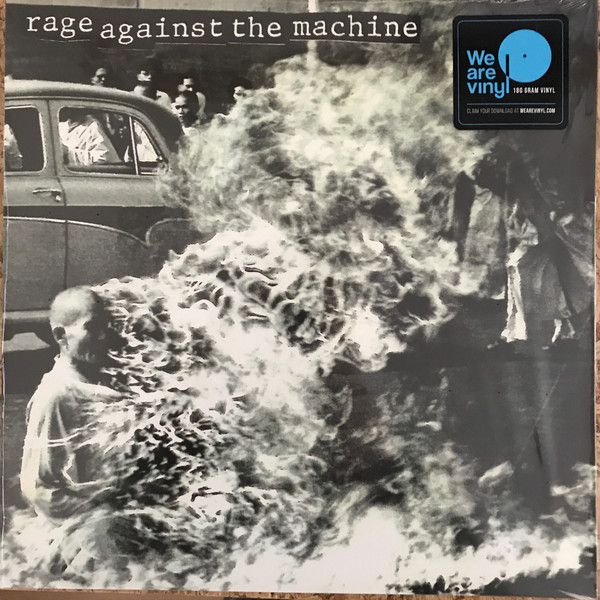 rage against the machine
We
are
vinyl
180 GRAM VINYL
CLAIM YOUR DOWNLOAD AT WEAREVINYL.COM